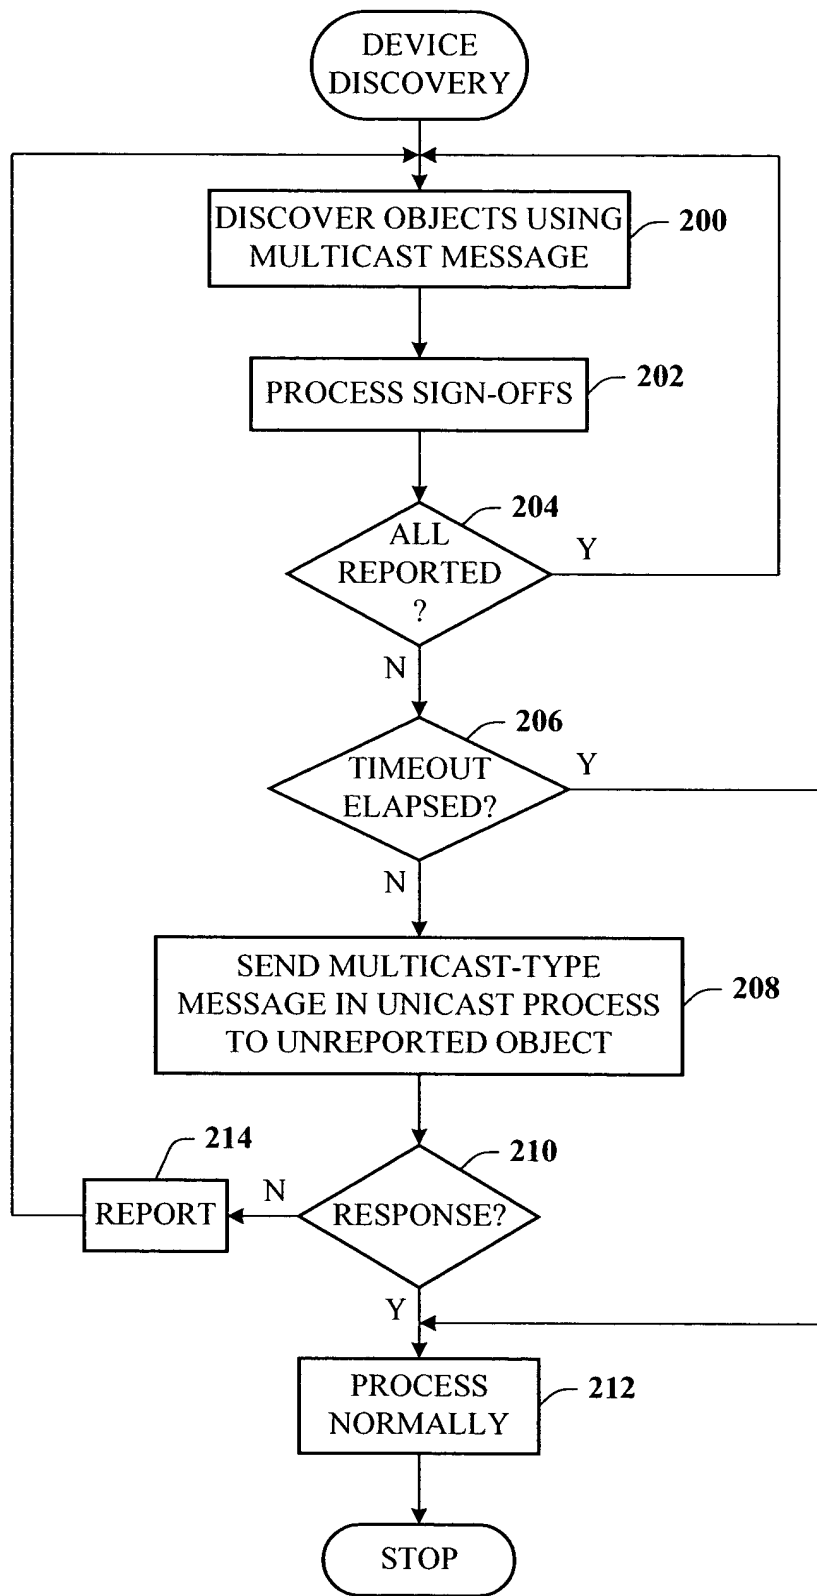 DEVICE
DISCOVERY
DISCOVER OBJECTS USING
MULTICAST MESSAGE
200
PROCESS SIGN-OFFS
202
204
ALL
REPORTED
?
Y
N
206
TIMEOUT
ELAPSED?
Y
N
SEND MULTICAST-TYPE
MESSAGE IN UNICAST PROCESS
TO UNREPORTED OBJECT
208
214
REPORT
N
210
RESPONSE?
Y
PROCESS
NORMALLY
212
STOP